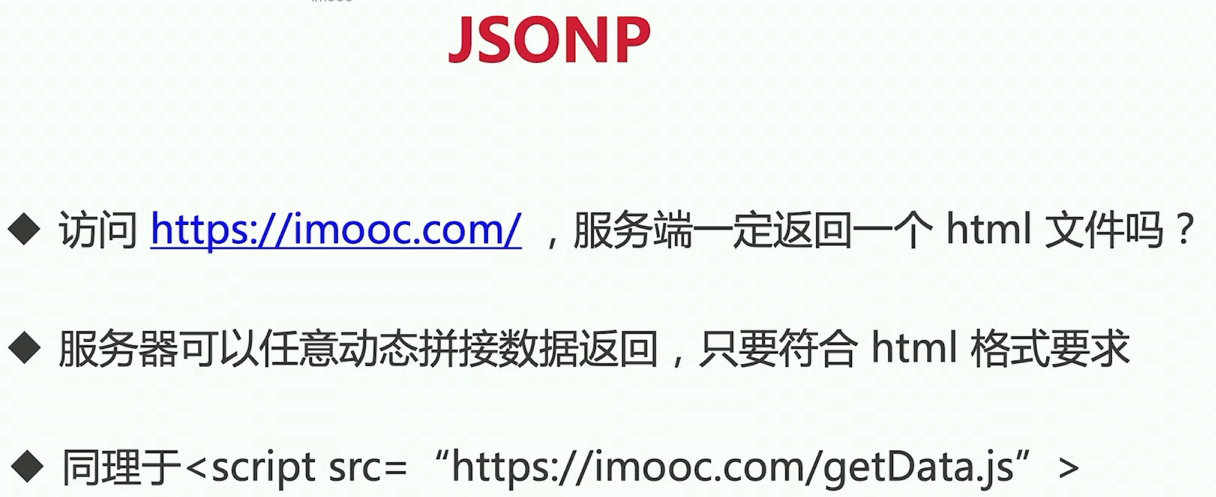 JSONP
◆ 访问 https://imooc.com/ ，服务端一定返回一个 html 文件吗？
◆ 服务器可以任意动态拼接数据返回，只要符合 html 格式要求
◆ 同理于<script src=“https://imooc.com/getData.js”>